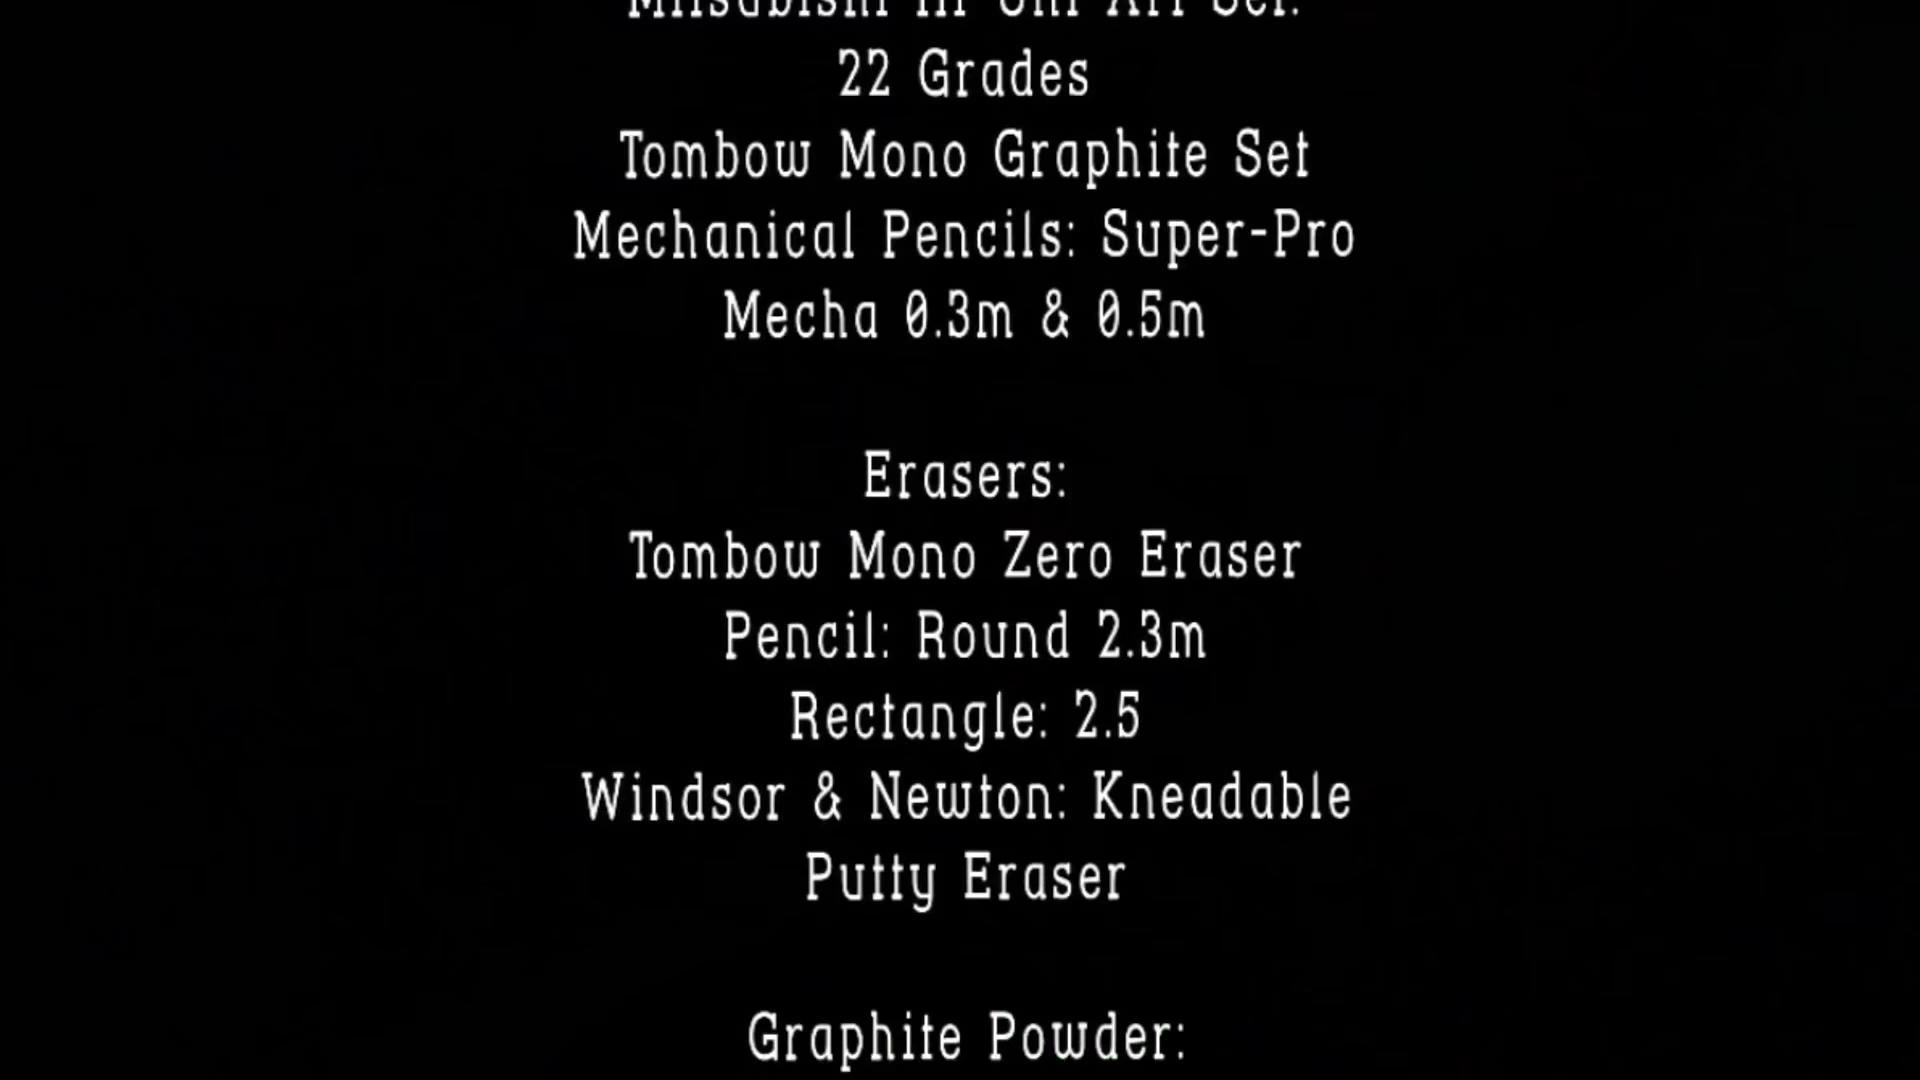 22 Grades
Tombow Mono Graphite Set
Mechanical Pencils: Super-Pro
Mecha 0.3m & 0.5m
Erasers:
Tombow Mono Zero Eraser
Pencil: Round 2.3m
Rectangle: 2.5
Windsor & Newton: Kneadable
Putty Eraser
Graphite Powder: